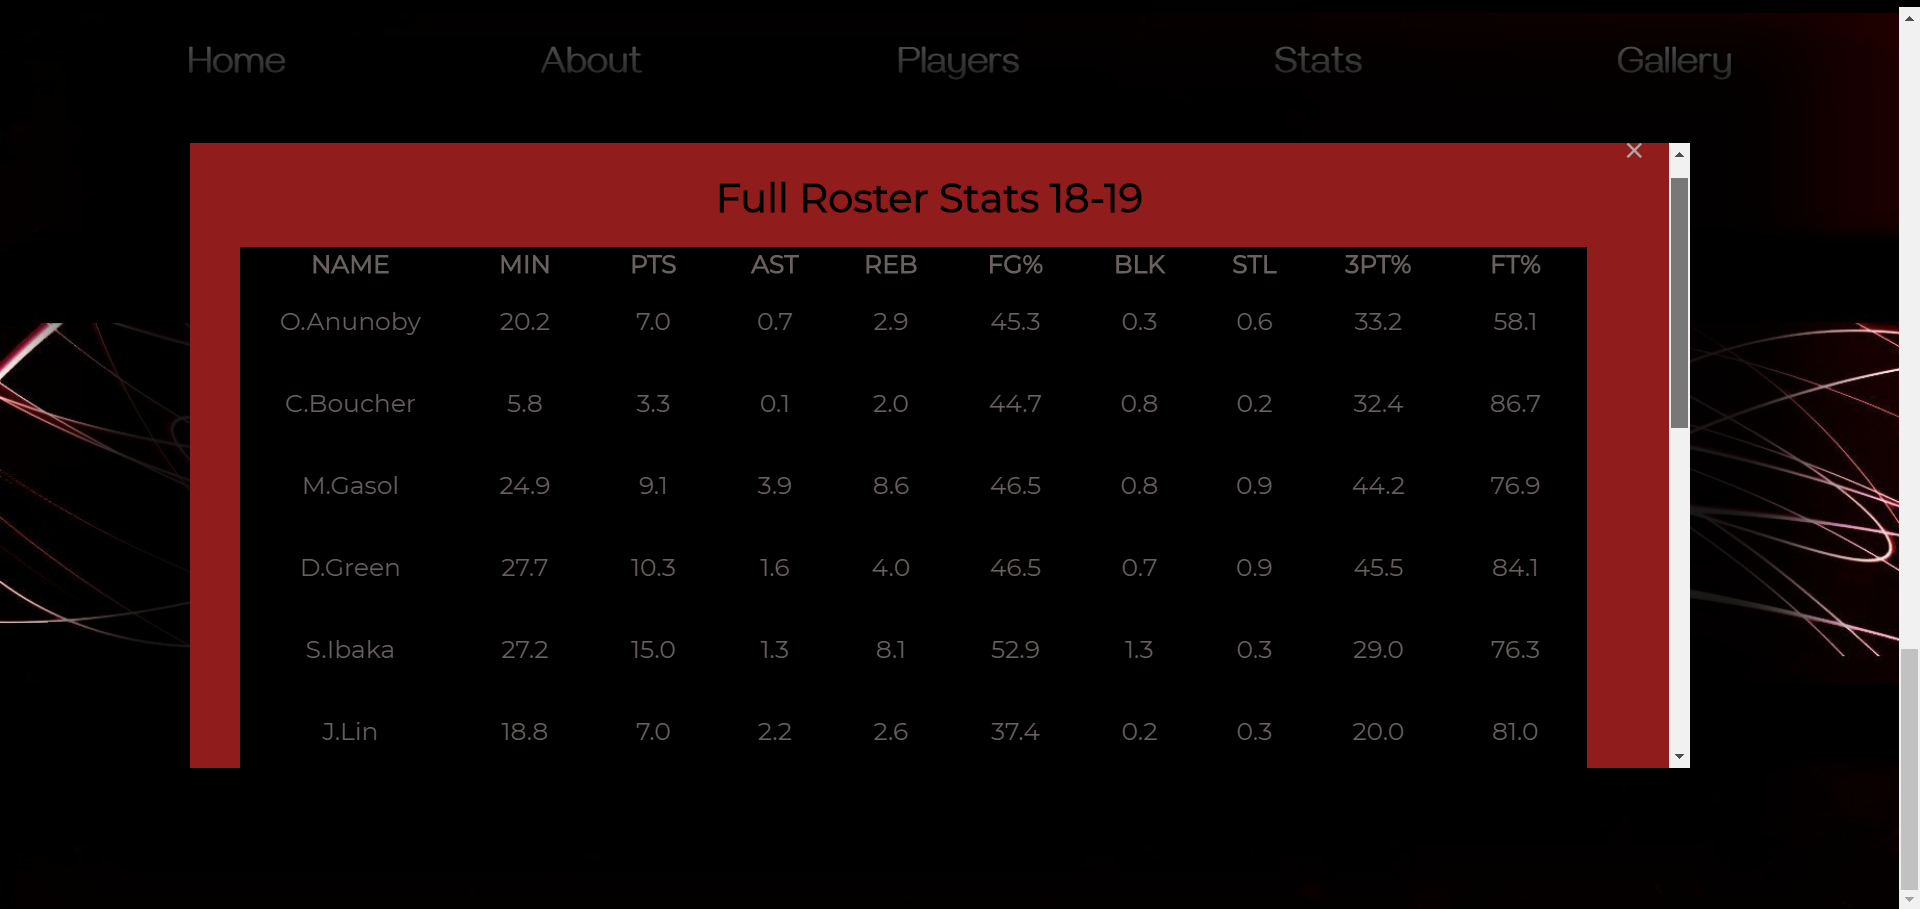 Home About Players Stats Gallery
×
Full Roster Stats 18-19
NAME MIN PTS AST REB FG% BLK STL 3PT% FT%
O.Anunoby 20.2 7.0 0.7 2.9 45.3 0.3 0.6 33.2 58.1
C.Boucher 5.8 3.3 0.1 2.0 44.7 0.8 0.2 32.4 86.7
M.Gasol 24.9 9.1 3.9 8.6 46.5 0.8 0.9 44.2 76.9
D.Green 27.7 10.3 1.6 4.0 46.5 0.7 0.9 45.5 84.1
S.Ibaka 27.2 15.0 1.3 8.1 52.9 1.3 0.3 29.0 76.3
J.Lin 18.8 7.0 2.2 2.6 37.4 0.2 0.3 20.0 81.0